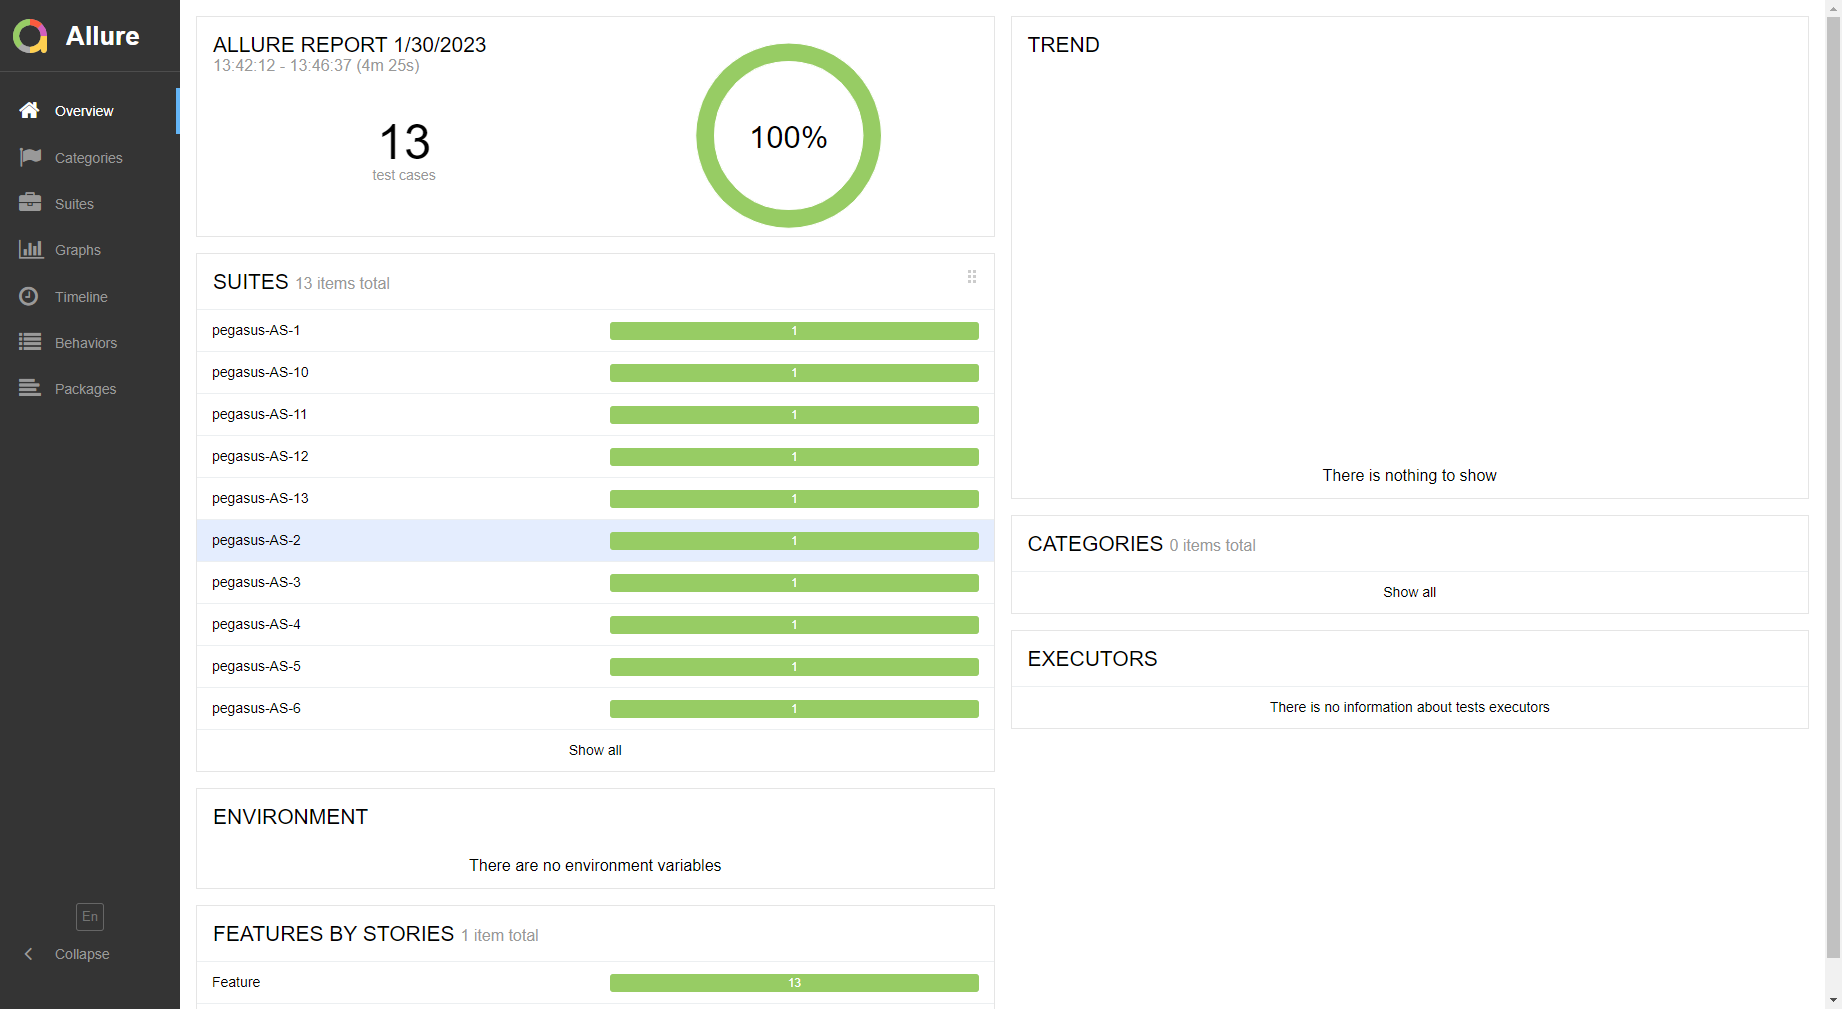 Allure
Overview
Categories
Suites
Graphs
Timeline
Behaviors
Packages
En
Collapse
ALLURE REPORT 1/30/2023
13:42:12 - 13:46:37 (4m 25s)
13
test cases
100%
SUITES 13 items total
pegasus-AS-1 1
pegasus-AS-10 1
pegasus-AS-11 1
pegasus-AS-12 1
pegasus-AS-13 1
pegasus-AS-2 1
pegasus-AS-3 1
pegasus-AS-4 1
pegasus-AS-5 1
pegasus-AS-6 1
Show all
ENVIRONMENT
There are no environment variables
FEATURES BY STORIES 1 item total
Feature 13
TREND
There is nothing to show
CATEGORIES 0 items total
Show all
EXECUTORS
There is no information about tests executors